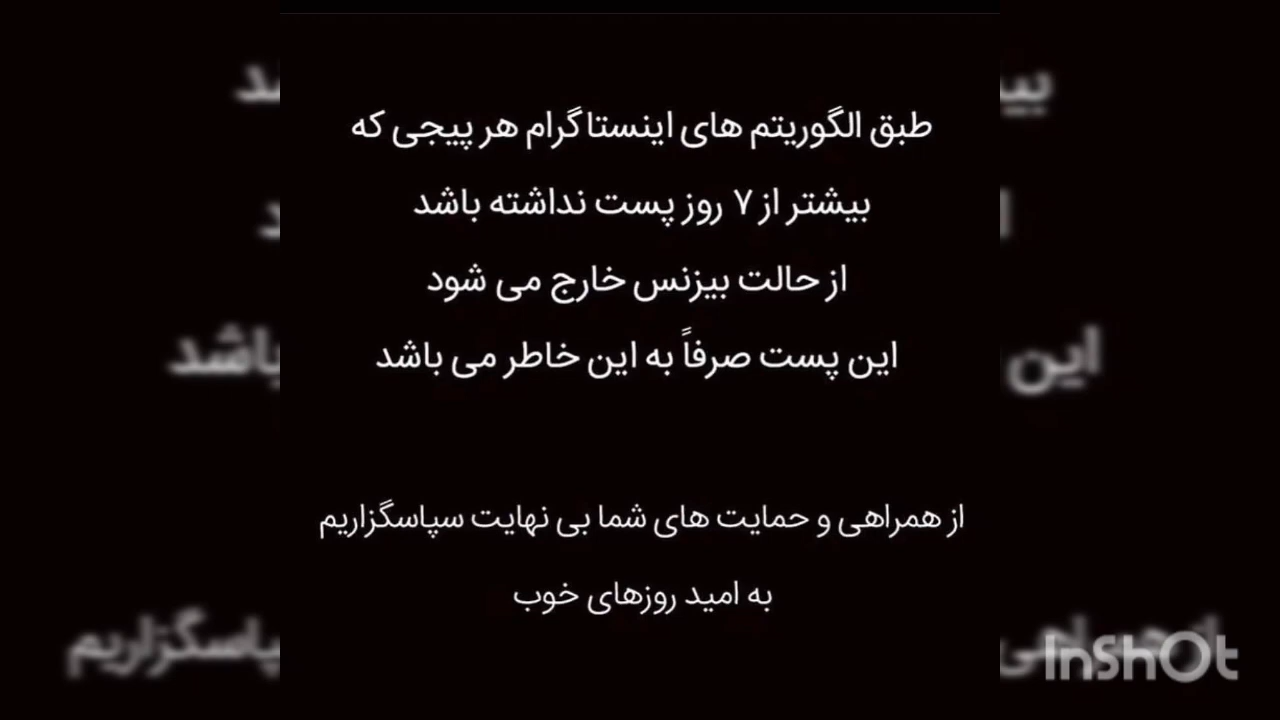 طبق الگوریتم های اینستاگرام هر پیجی که
بیشتر از ۷ روز پست نداشته باشد
از حالت بیزنس خارج می شود
این پست صرفاً به این خاطر می باشد
از همراهی و حمایت های شما بی نهایت سپاسگزاریم
به امید روزهای خوب
InShOt